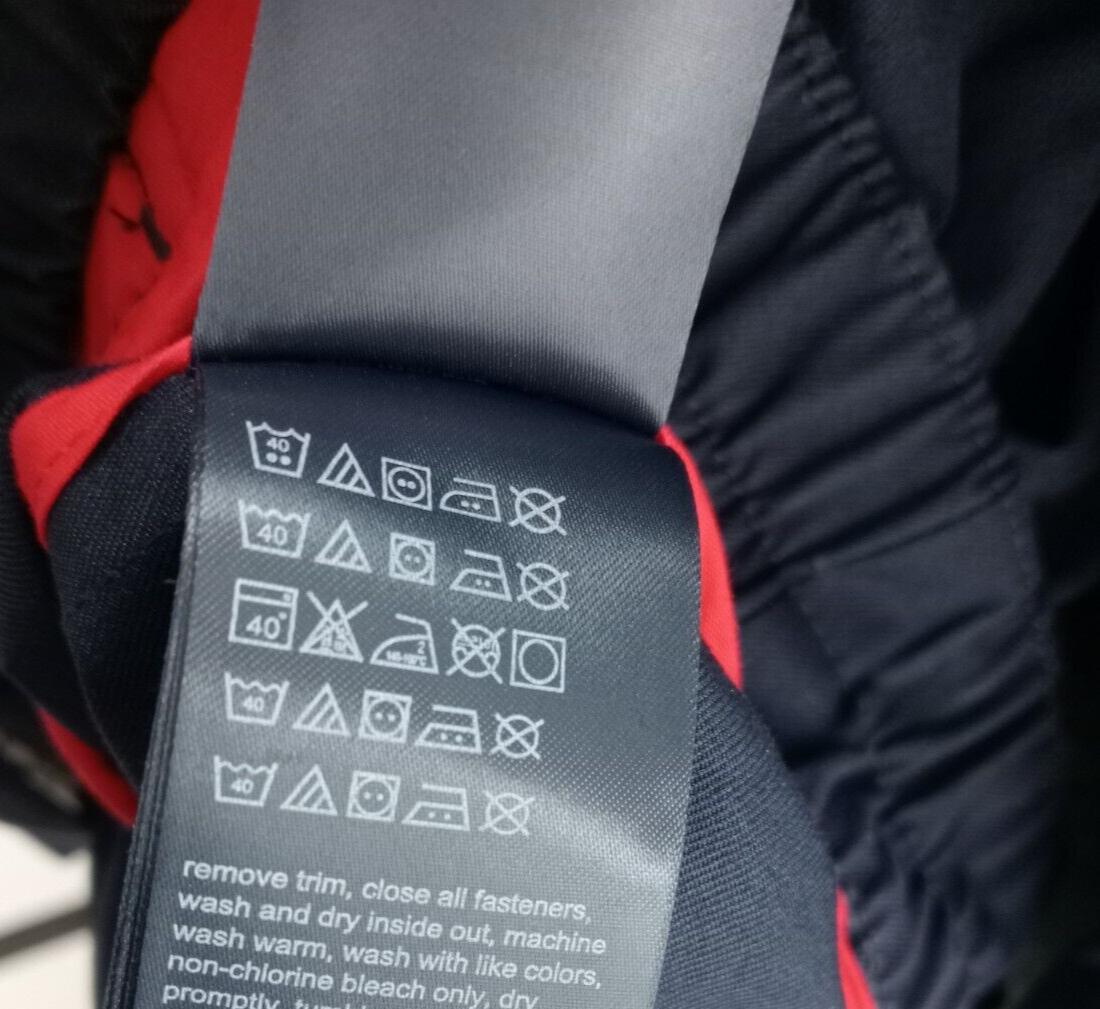 40
40
40°
40
40
remove trim, close all fasteners,
wash and dry inside out, machine
wash warm, wash with like colors,
non-chlorine bleach only, dry
promptly,